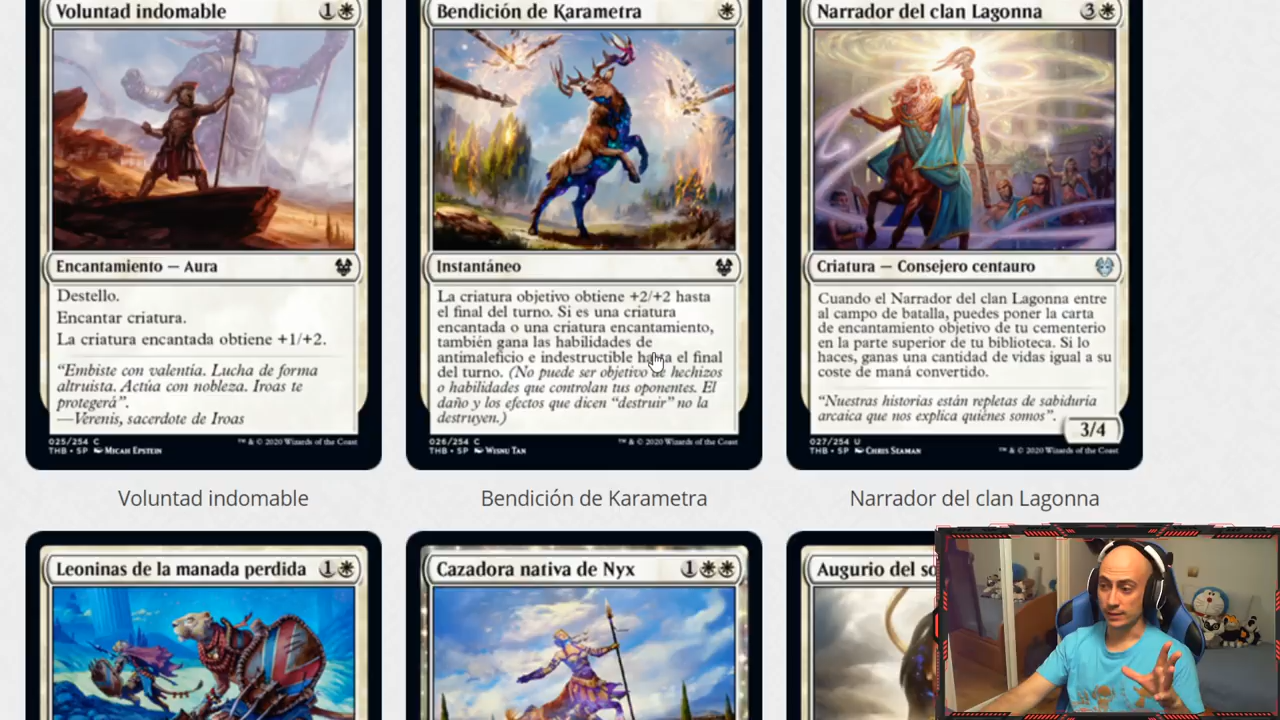 Voluntad indomable 1
Encantamiento — Aura
Destello.
Encantar criatura.
La criatura encantada obtiene +1/+2.
“Embiste con valentía. Lucha de forma
altruista. Actúa con nobleza. Iroas te
protegerá”.
—Verenis, sacerdote de Iroas
025/254 C
THB • SP Micah Epstein
™ & © 2020 Wizards of the Coast
Voluntad indomable
Bendición de Karametra
Instantáneo
La criatura objetivo obtiene +2/+2 hasta
el final del turno. Si es una criatura
encantada o una criatura encantamiento,
también gana las habilidades de
antimaleficio e indestructible hasta el final
del turno. (No puede ser objetivo de hechizos
o habilidades que controlan tus oponentes. El
daño y los efectos que dicen “destruir” no la
destruyen.)
026/254 C
THB • SP Wisnu Tan
™ & © 2020 Wizards of the Coast
Bendición de Karametra
Narrador del clan Lagonna 3
Criatura — Consejero centauro
Cuando el Narrador del clan Lagonna entre
al campo de batalla, puedes poner la carta
de encantamiento objetivo de tu cementerio
en la parte superior de tu biblioteca. Si lo
haces, ganas una cantidad de vidas igual a su
coste de maná convertido.
“Nuestras historias están repletas de sabiduría
arcaica que nos explica quiénes somos”.
3/4
027/254 U
THB • SP Chris Seaman
™ & © 2020 Wizards of the Coast
Narrador del clan Lagonna
Leoninas de la manada perdida 1
Cazadora nativa de Nyx 1
Augurio del so